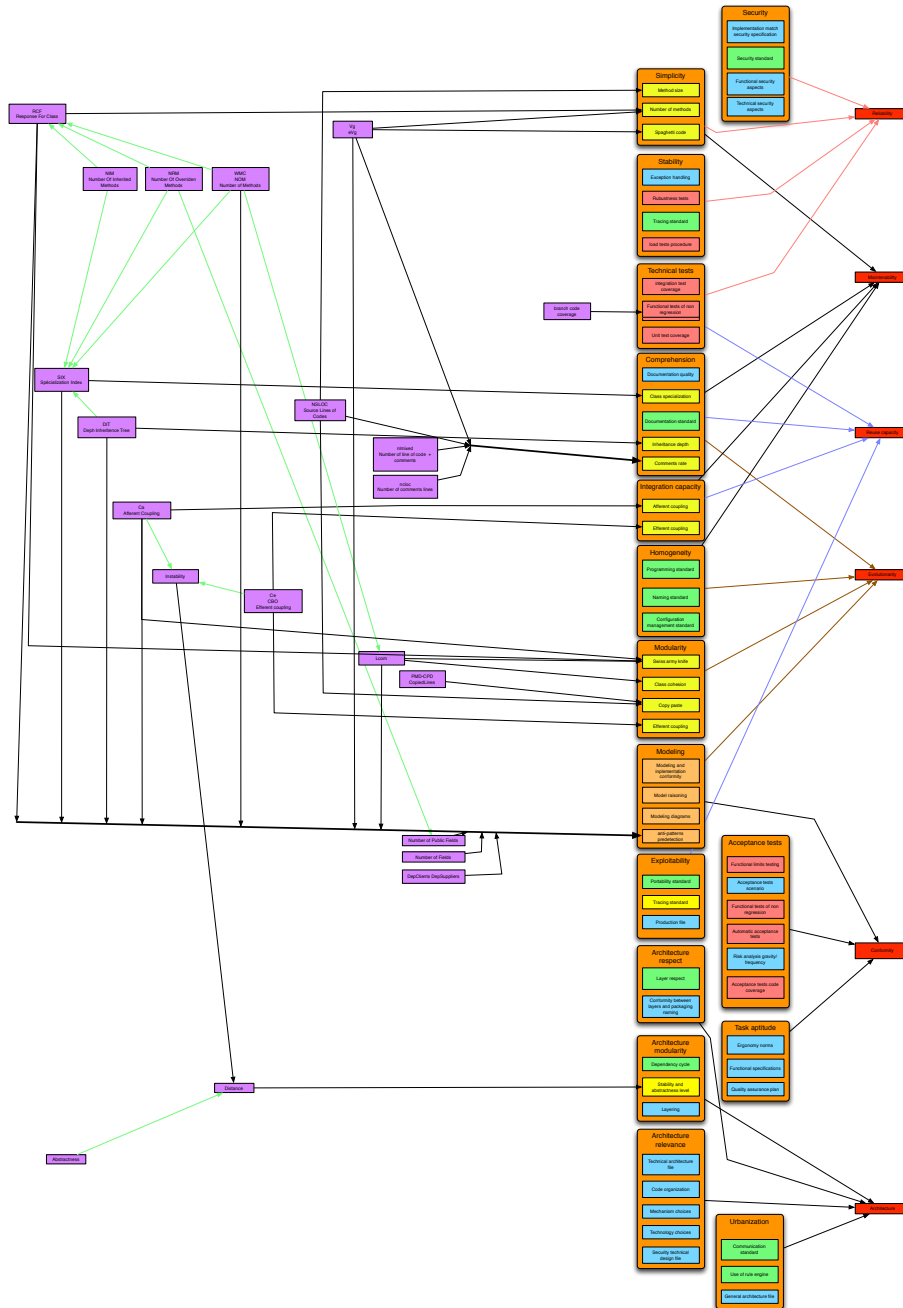 Security
Implementation match
security specification
Security standard
Functional security
aspects
Technical security
aspects
Simplicity
Method size
Number of methods
Spaghetti code
RCF
Response For Class
Vg
eVg
Reliability
Stability
Exception handling
Robustness tests
Tracing standard
load tests procedure
NIM
Number Of Inherited
Methods
NRM
Number Of Overriden
Methods
WMC
NOM
Number of Methods
Technical tests
Integration test
coverage
Functional tests of non
regression
Unit test coverage
Maintainability
branch code
coverage
Comprehension
Documentation quality
Class specialization
Documentation standard
Inheritance depth
Comments rate
SIX
Spécialization Index
NSLOC
Source Lines of
Codes
DIT
Depht Inheritence Tree
Number of line of code +
comments
Number of comments lines
Reuse capacity
Integration capacity
Afferent coupling
Efferent coupling
Ca
Afferent Coupling
Homogeneity
Programming standard
Naming standard
Configuration
management standard
Instability
Ce
CBO
Efferent coupling
Evolutionarity
Modularity
Swiss army knife
Class cohesion
Copy paste
Efferent coupling
Lcom
PMD-CPD
CopiedLines
Modeling
Modeling and
inplementation
conformity
Model reasoning
Modeling diagrams
anti-patterns
predetection
Number of Public Fields
Number of Fields
DepClients DepSuppliers
Exploitability
Portability standard
Tracing standard
Production file
Acceptance tests
Functional limits testing
Acceptance tests
scenario
Functional tests of non
regression
Automatic acceptance
tests
Risk analysis gravity/
frequency
Acceptance tests code
coverage
Conformity
Architecture
respect
Layer respect
Conformity between
layers and packaging
naming
Task aptitude
Ergonomy norms
Functional specifications
Quality assurance plan
Architecture
modularity
Dependency cycle
Stability and
abstractness level
Layering
Distance
Abstractness
Architecture
relevance
Technical architecture
file
Code organization
Mechanism choices
Technology choices
Security technical
design file
Architecture
Urbanization
Communication
standard
Use of rule engine
General architecture file